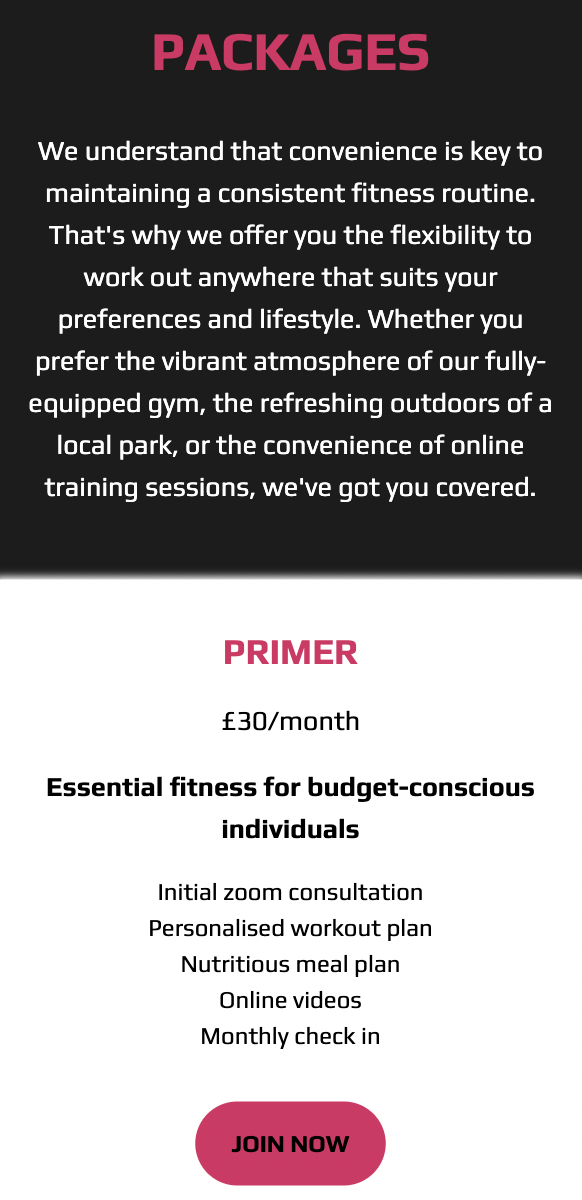 PACKAGES
We understand that convenience is key to
maintaining a consistent fitness routine.
That's why we offer you the flexibility to
work out anywhere that suits your
preferences and lifestyle. Whether you
prefer the vibrant atmosphere of our fully-
equipped gym, the refreshing outdoors of a
local park, or the convenience of online
training sessions, we've got you covered.
PRIMER
£30/month
Essential fitness for budget-conscious
individuals
Initial zoom consultation
Personalised workout plan
Nutritious meal plan
Online videos
Monthly check in
JOIN NOW